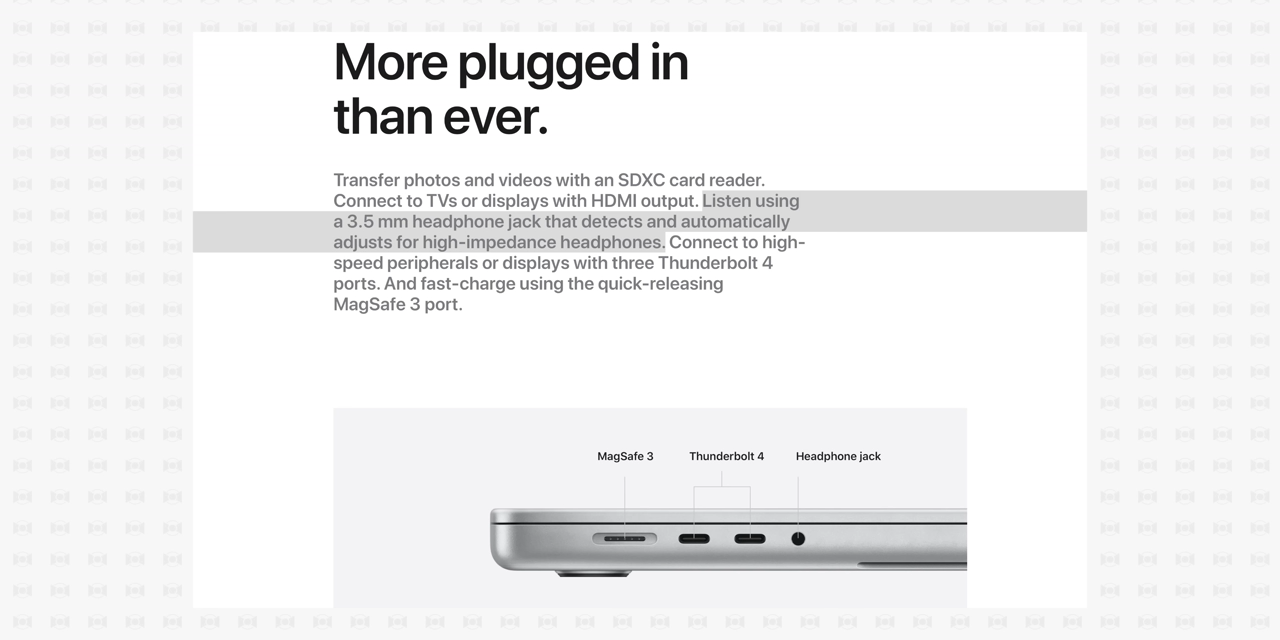 More plugged in
than ever.
Transfer photos and videos with an SDXC card reader.
Connect to TVs or displays with HDMI output. Listen using
a 3.5 mm headphone jack that detects and automatically
adjusts for high-impedance headphones. Connect to high-
speed peripherals or displays with three Thunderbolt 4
ports. And fast-charge using the quick-releasing
MagSafe 3 port.
MagSafe 3 Thunderbolt 4 Headphone jack